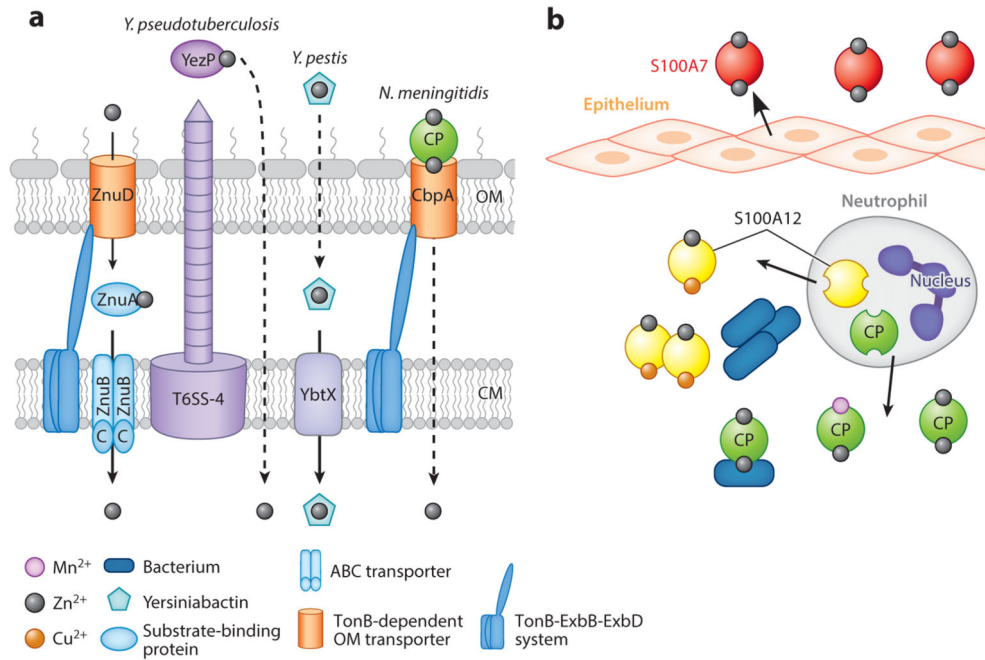 a
Y. pseudotuberculosis
YezP
Y. pestis
N. meningitidis
CP
ZnuD
CbpA
OM
ZnuA
ZnuB
ZnuB
C
C
T6SS-4
YbtX
CM
b
S100A7
Epithelium
Neutrophil
S100A12
Nucleus
CP
CP
CP
CP
Mn²⁺
Zn²⁺
Cu²⁺
Bacterium
Yersiniabactin
Substrate-binding
protein
ABC transporter
TonB-dependent
OM transporter
TonB-ExbB-ExbD
system